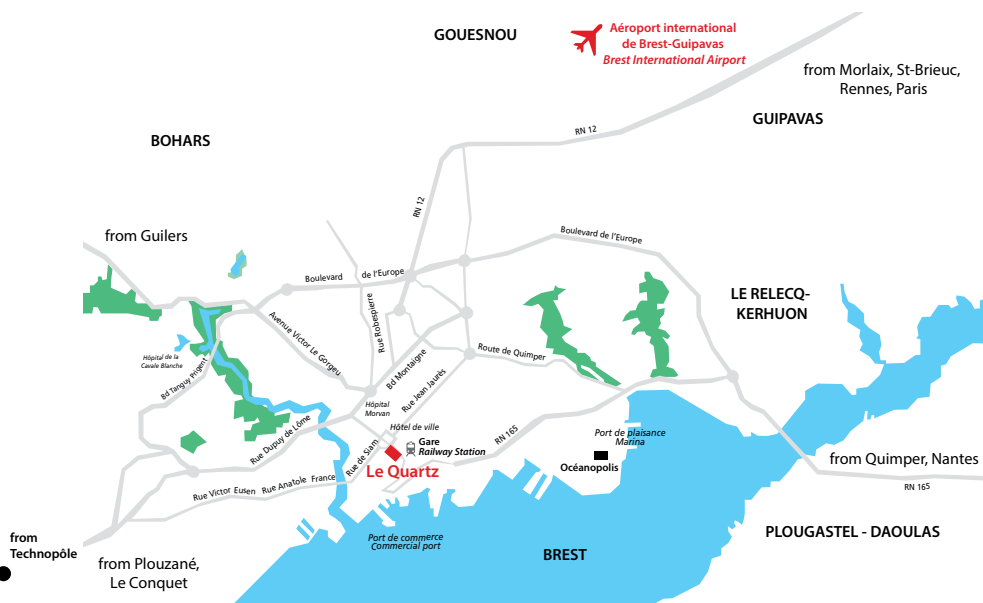 GOUESNOU
Aéroport international
de Brest-Guipavas
Brest International Airport
from Morlaix, St-Brieuc,
Rennes, Paris
GUIPAVAS
RN 12
BOHARS
RN 12
from Guilers
Boulevard de l'Europe
Boulevard de l'Europe
LE RELECQ-
KERHUON
Rue Robespierre
Avenue Victor Le Gorgeu
Hôpital de la
Cavale Blanche
Bd Tanguy Prigent
Bd Montaigne
Route de Quimper
Rue Jean Jaurès
Hôpital
Morvan
Hôtel de ville
Rue Dupuy de Lôme
Rue de Siam
Gare
Railway Station
RN 165
Port de plaisance
Marina
Le Quartz
Océanopolis
from Quimper, Nantes
RN 165
Rue Victor Eusen
Rue Anatole France
from
Technopôle
Port de commerce
Commercial port
BREST
PLOUGASTEL - DAOULAS
from Plouzané,
Le Conquet